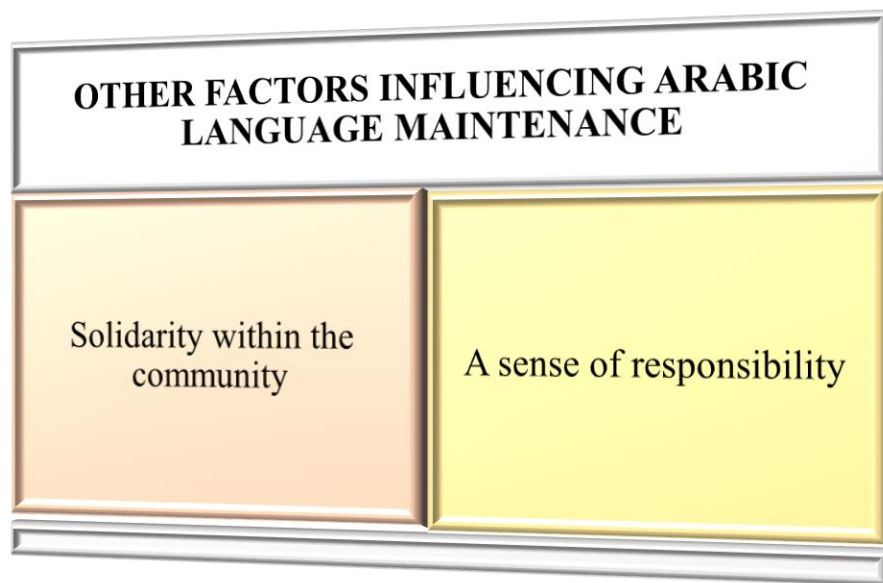 OTHER FACTORS INFLUENCING ARABIC
LANGUAGE MAINTENANCE
Solidarity within the
community
A sense of responsibility